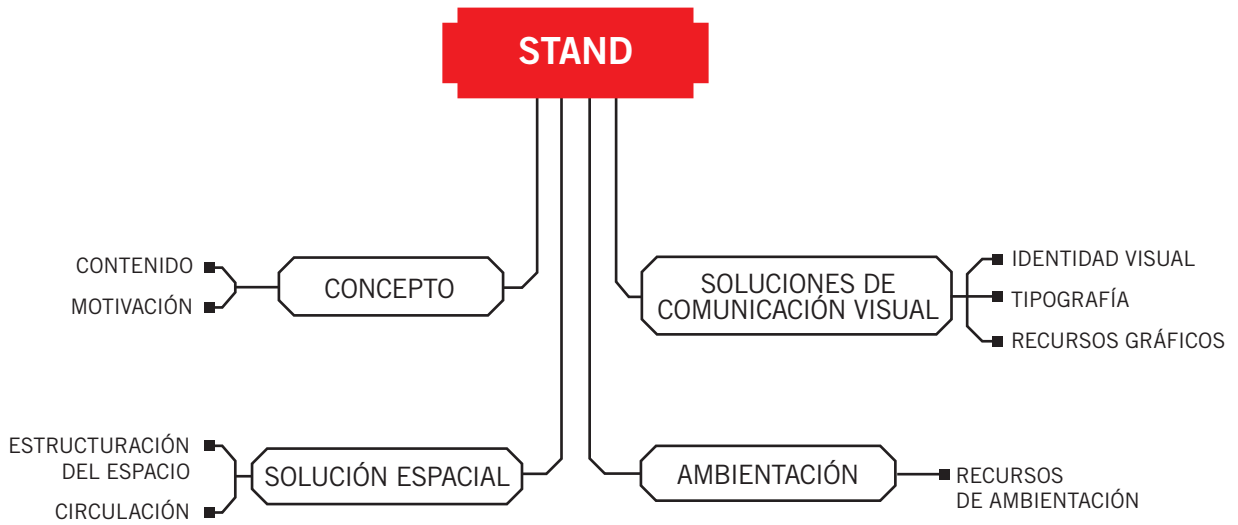 STAND
CONTENIDO
MOTIVACIÓN
CONCEPTO
SOLUCIONES DE
COMUNICACIÓN VISUAL
IDENTIDAD VISUAL
TIPOGRAFÍA
RECURSOS GRÁFICOS
ESTRUCTURACIÓN
DEL ESPACIO
CIRCULACIÓN
SOLUCIÓN ESPACIAL
AMBIENTACIÓN
RECURSOS
DE AMBIENTACIÓN